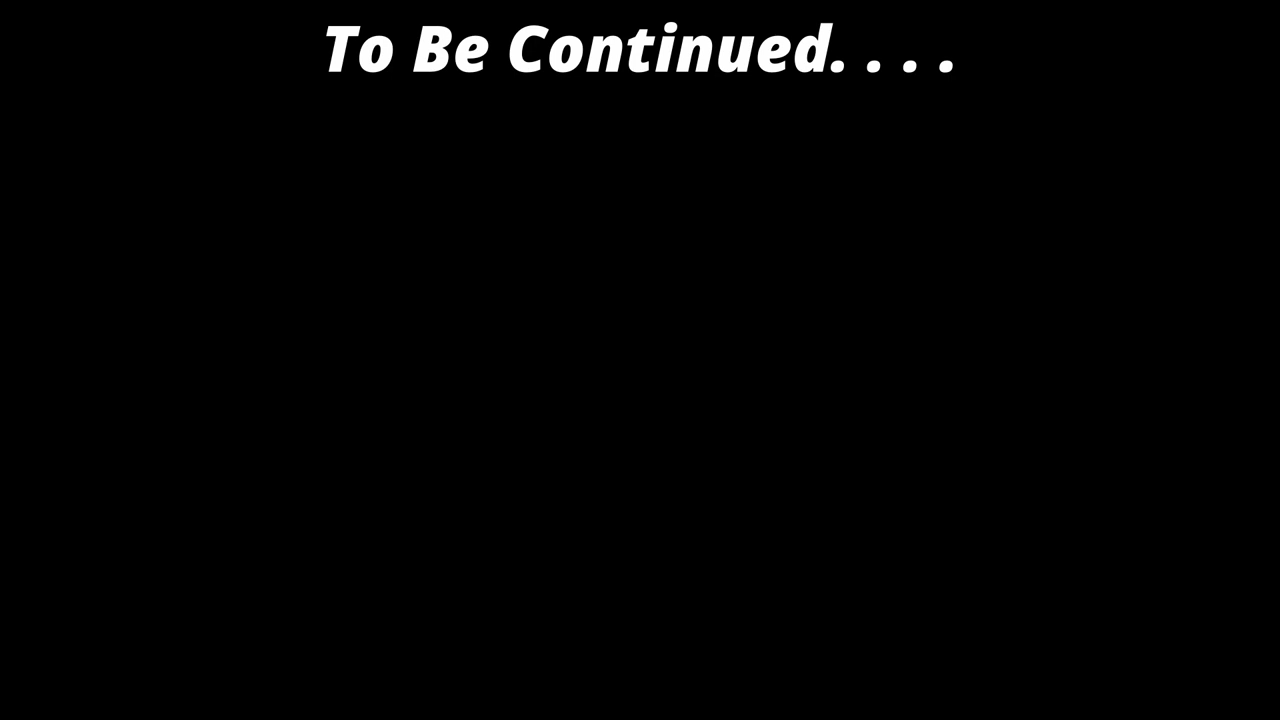 To Be Continued. . . .